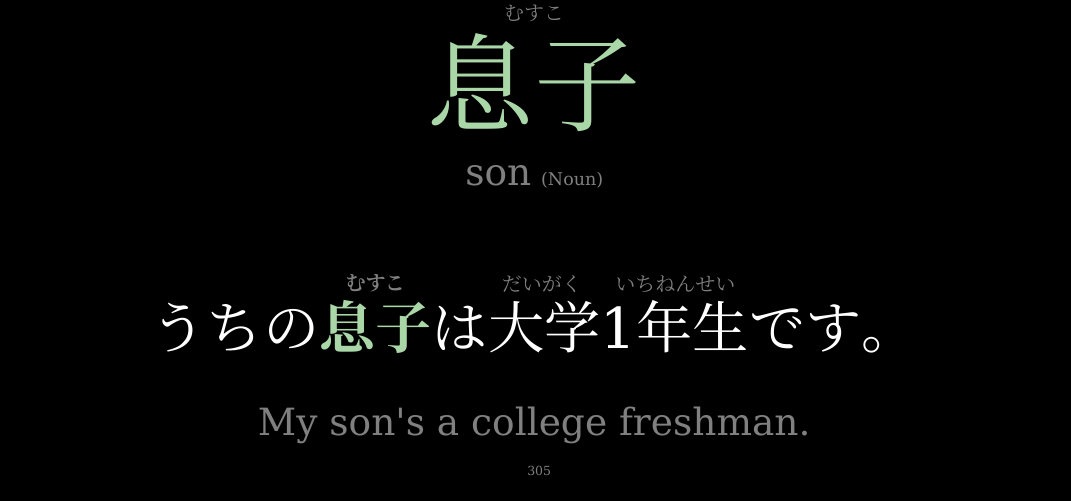 むすこ
息子
son (Noun)
むすこ だいがく いちねんせい
うちの息子は大学1年生です。
My son's a college freshman.
305